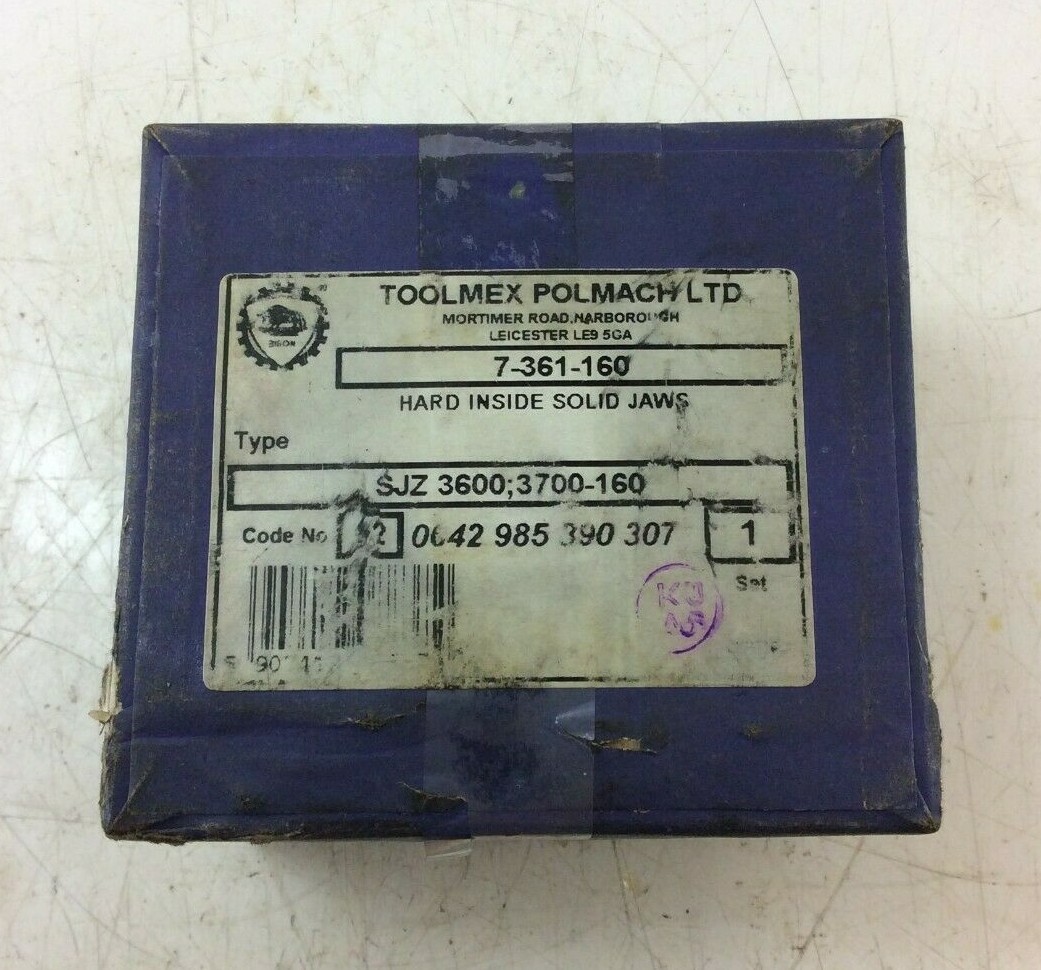 TOOLMEX POLMACH LTD
MORTIMER ROAD,NARBOROUGH
LEICESTER LE9 5GA
BISON
7-361-160
HARD INSIDE SOLID JAWS
Type
SJZ 3600;3700-160
Code No 0642 985 390 307 1
Set